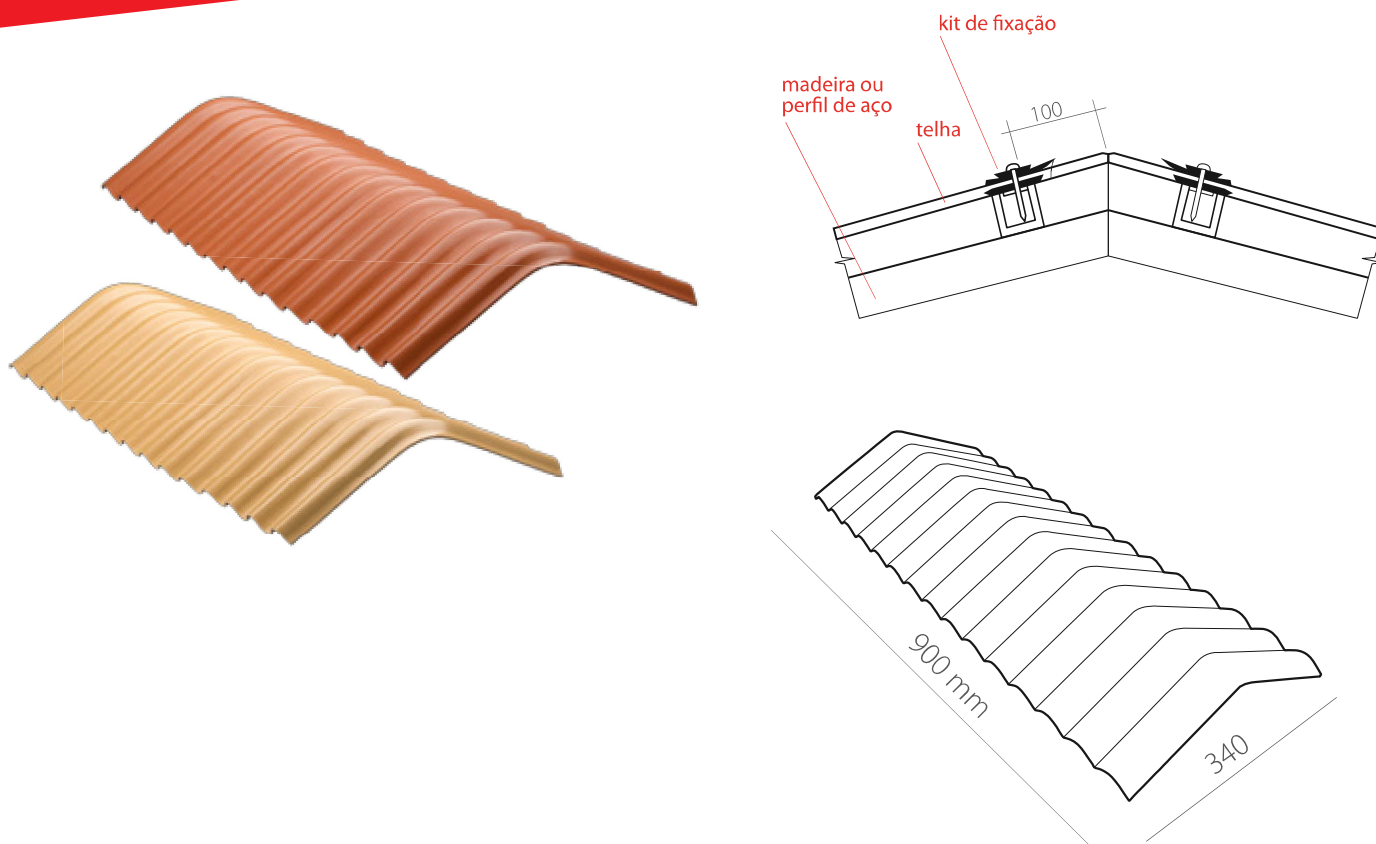 kit de fixação
madeira ou
perfil de aço
telha
100
900 mm
340